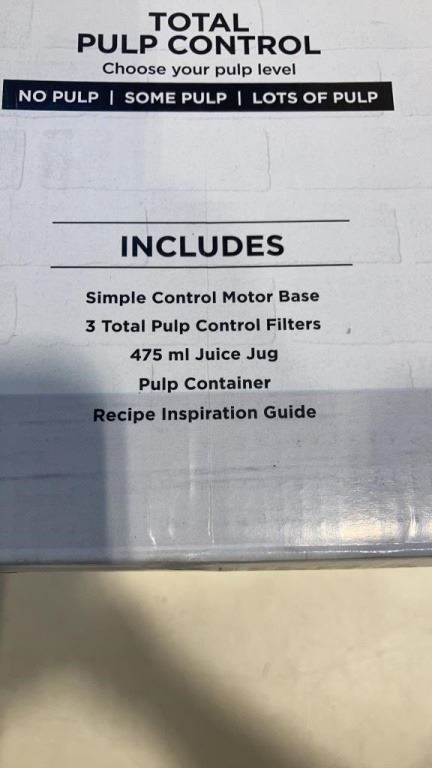 TOTAL
PULP CONTROL
Choose your pulp level
NO PULP | SOME PULP | LOTS OF PULP
INCLUDES
Simple Control Motor Base
3 Total Pulp Control Filters
475 ml Juice Jug
Pulp Container
Recipe Inspiration Guide